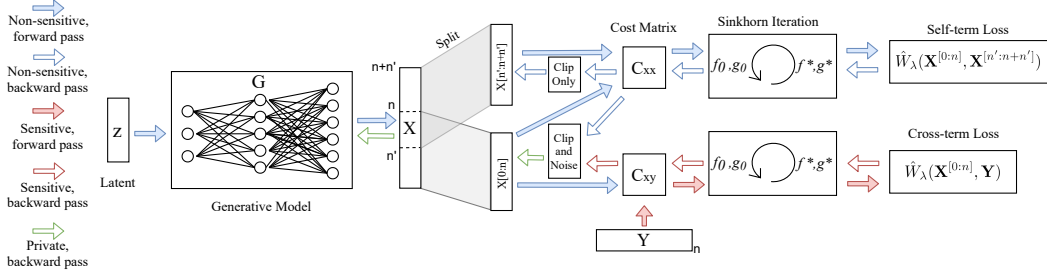 Non-sensitive,
forward pass
Non-sensitive,
backward pass
Sensitive,
forward pass
Sensitive,
backward pass
Private,
backward pass
z
Latent
G
Generative Model
n+n'
n
X
n'
Split
X[n':n+n']
X[0:n]
Clip
Only
Clip
and
Noise
Cost Matrix
Cxx
Cxy
Y
n
Sinkhorn Iteration
f0,g0 f*,g*
f0,g0 f*,g*
Self-term Loss
Ŵλ(X^[0:n], X^[n':n+n'])
Cross-term Loss
Ŵλ(X^[0:n], Y)